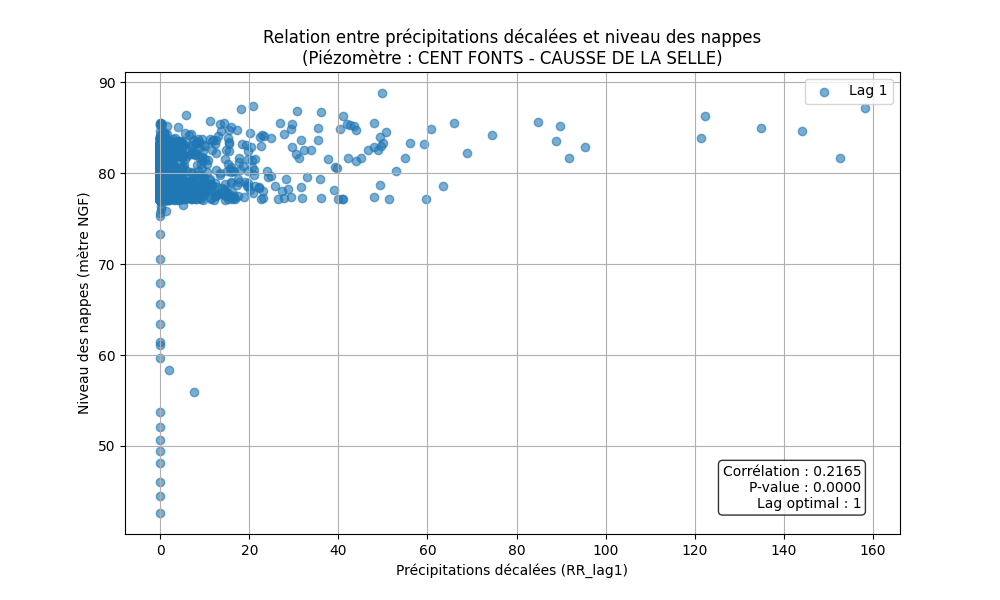 Relation entre précipitations décalées et niveau des nappes
(Piézomètre : CENT FONTS - CAUSSE DE LA SELLE)
Lag 1
90
80
70
60
50
Niveau des nappes (mètre NGF)
Corrélation : 0.2165
P-value : 0.0000
Lag optimal : 1
0 20 40 60 80 100 120 140 160
Précipitations décalées (RR_lag1)